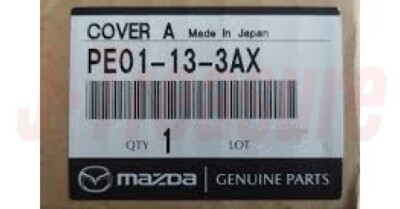 COVER A Made In Japan
PE01-13-3AX
QTY 1 LOT
mazda GENUINE PARTS